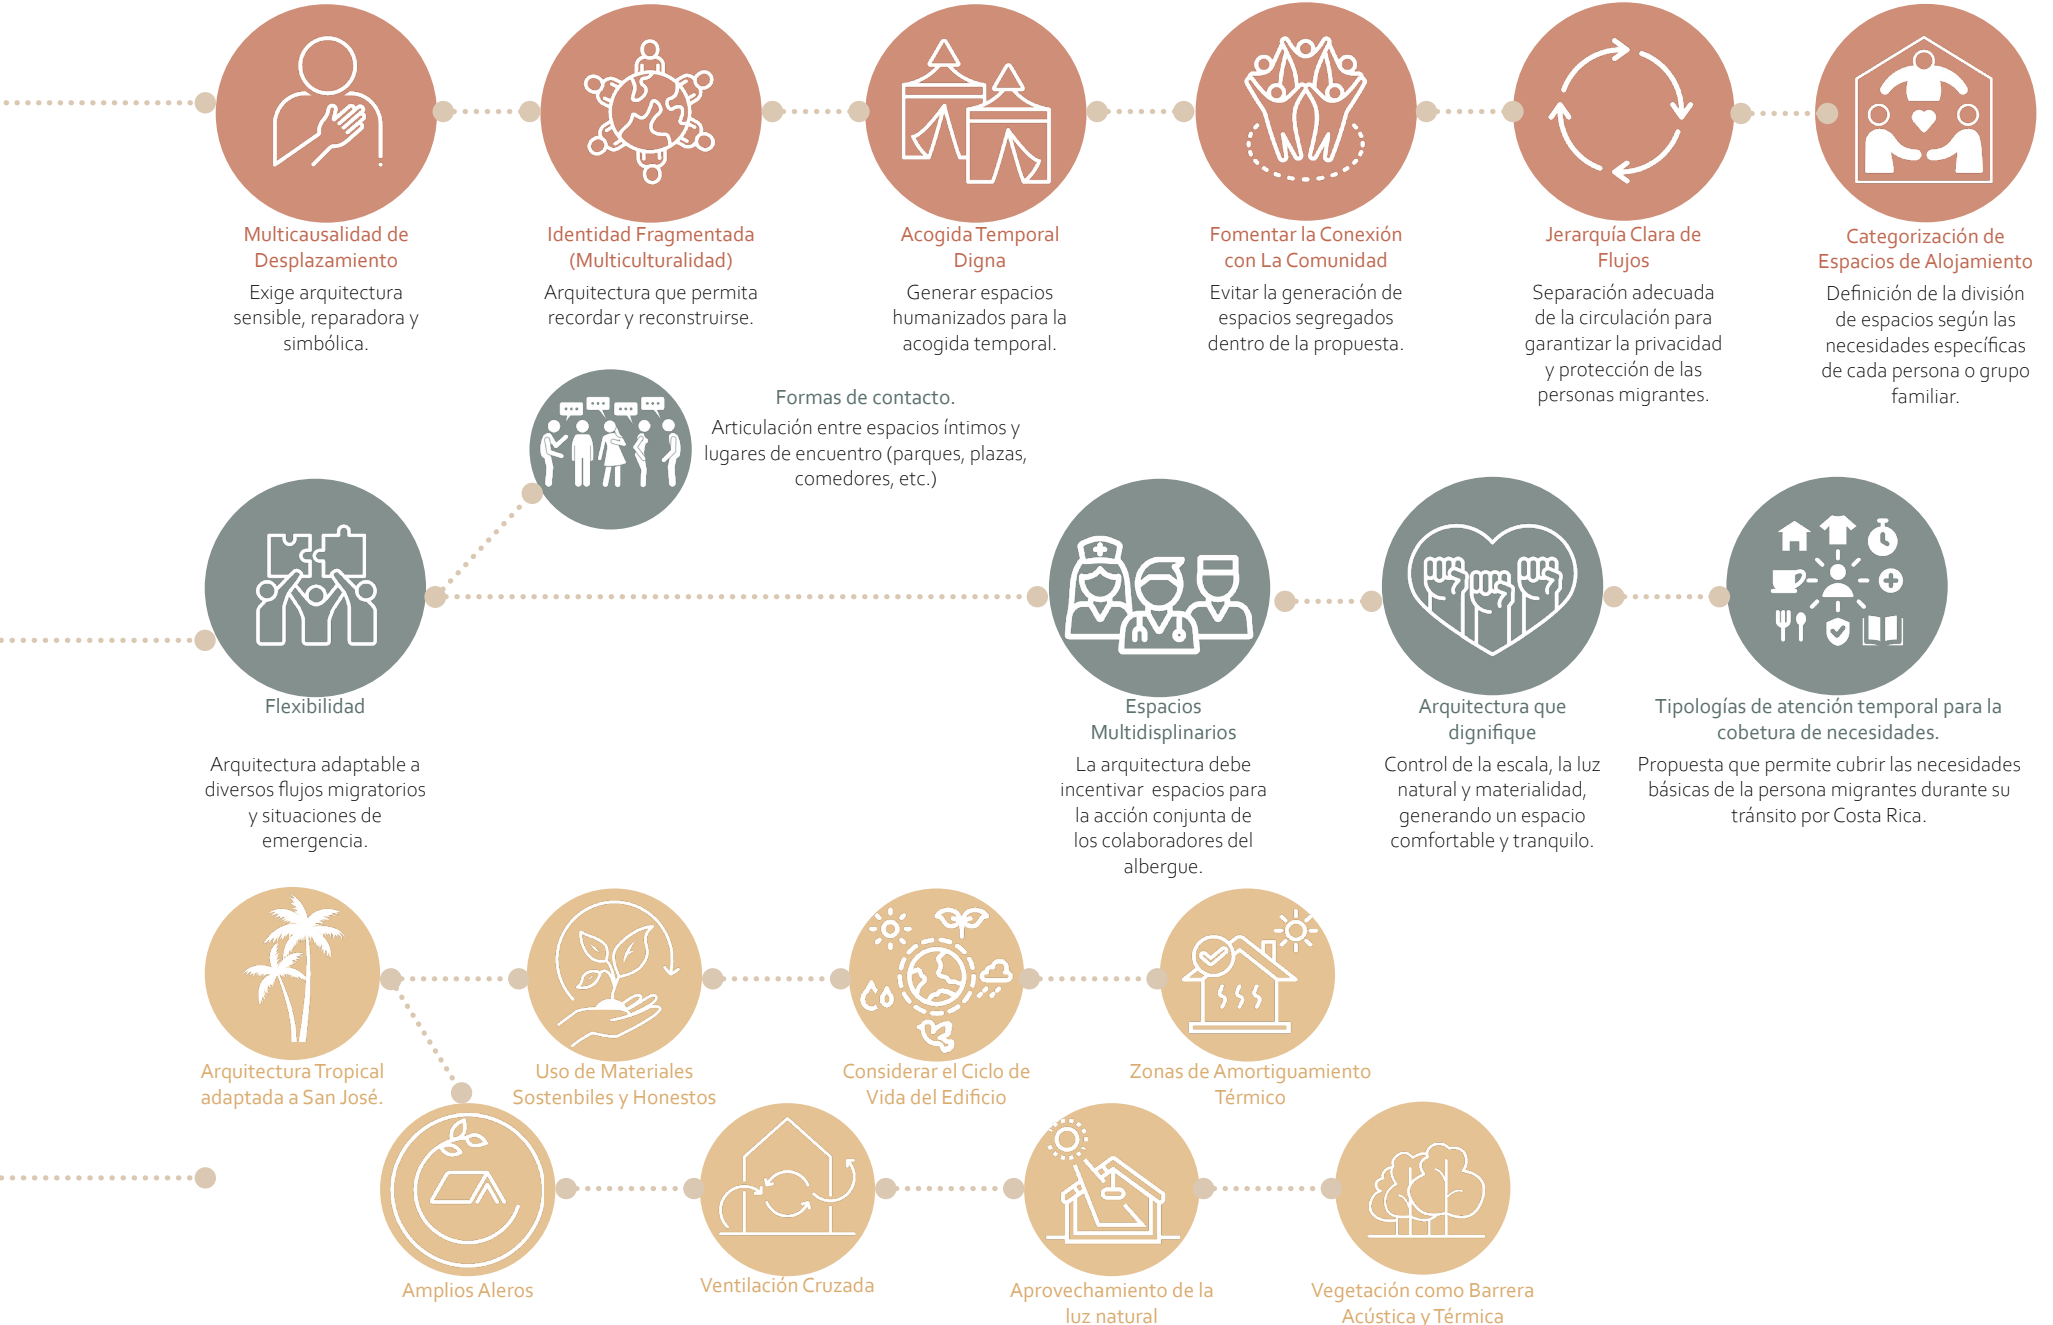 Multicausalidad de
Desplazamiento
Exige arquitectura
sensible, reparadora y
simbólica.
Identidad Fragmentada
(Multiculturalidad)
Arquitectura que permita
recordar y reconstruirse.
Acogida Temporal
Digna
Generar espacios
humanizados para la
acogida temporal.
Fomentar la Conexión
con La Comunidad
Evitar la generación de
espacios segregados
dentro de la propuesta.
Jerarquía Clara de
Flujos
Separación adecuada
de la circulación para
garantizar la privacidad
y protección de las
personas migrantes.
Categorización de
Espacios de Alojamiento
Definición de la división
de espacios según las
necesidades específicas
de cada persona o grupo
familiar.
Formas de contacto.
Articulación entre espacios íntimos y
lugares de encuentro (parques, plazas,
comedores, etc.)
Flexibilidad
Arquitectura adaptable a
diversos flujos migratorios
y situaciones de
emergencia.
Espacios
Multidisplinarios
La arquitectura debe
incentivar espacios para
la acción conjunta de
los colaboradores del
albergue.
Arquitectura que
dignifique
Control de la escala, la luz
natural y materialidad,
generando un espacio
comfortable y tranquilo.
Tipologías de atención temporal para la
cobetura de necesidades.
Propuesta que permite cubrir las necesidades
básicas de la persona migrantes durante su
tránsito por Costa Rica.
Arquitectura Tropical
adaptada a San José.
Uso de Materiales
Sostenbiles y Honestos
Considerar el Ciclo de
Vida del Edificio
Zonas de Amortiguamiento
Térmico
Amplios Aleros
Ventilación Cruzada
Aprovechamiento de la
luz natural
Vegetación como Barrera
Acústica y Térmica